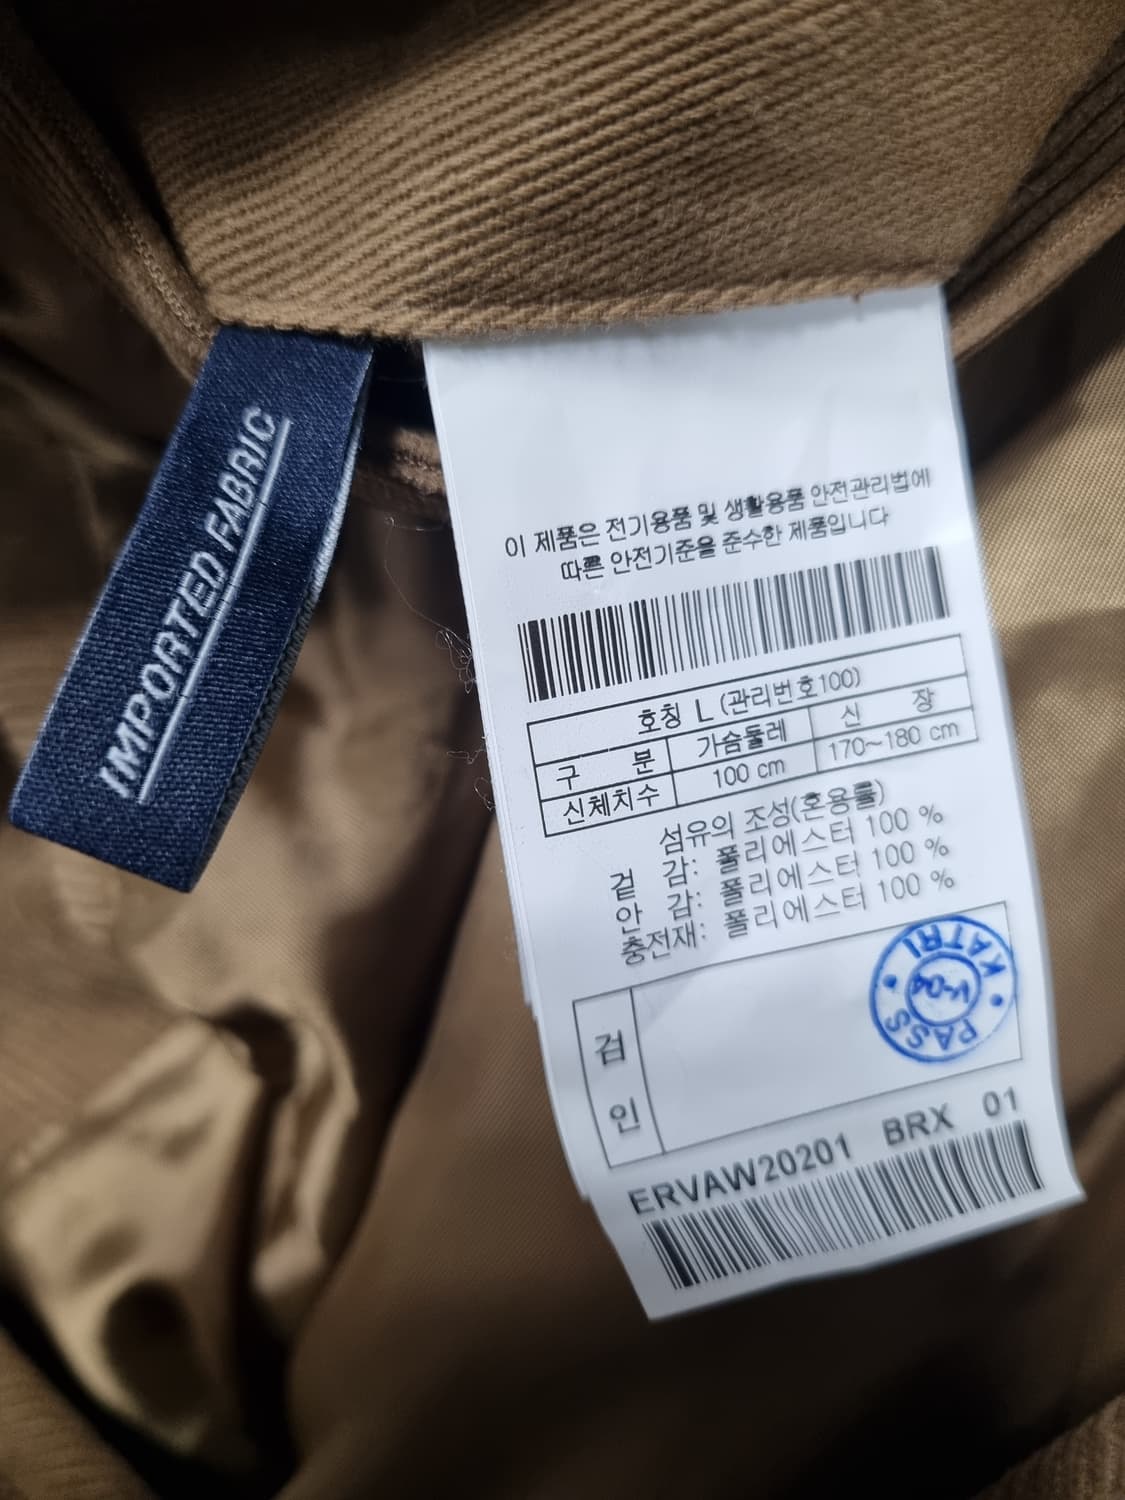 IMPORTED FABRIC
이 제품은 전기용품 및 생활용품 안전관리법에
따른 안전기준을 준수한 제품입니다
호칭 L (관리번호100)
구 분 가슴둘레 신 장
신체치수 100 cm 170~180 cm
섬유의 조성(혼용률)
겉 감: 폴리에스터 100 %
안 감: 폴리에스터 100 %
충전재: 폴리에스터 100 %
검
인
KATRI
V-04
PASS
ERVAW20201 BRX 01